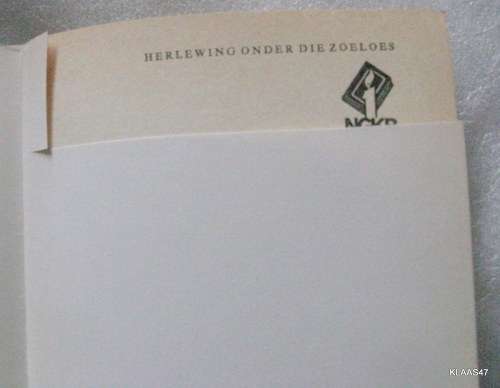 HERLEWING ONDER DIE ZOELOES
NGKB
KLAAS47